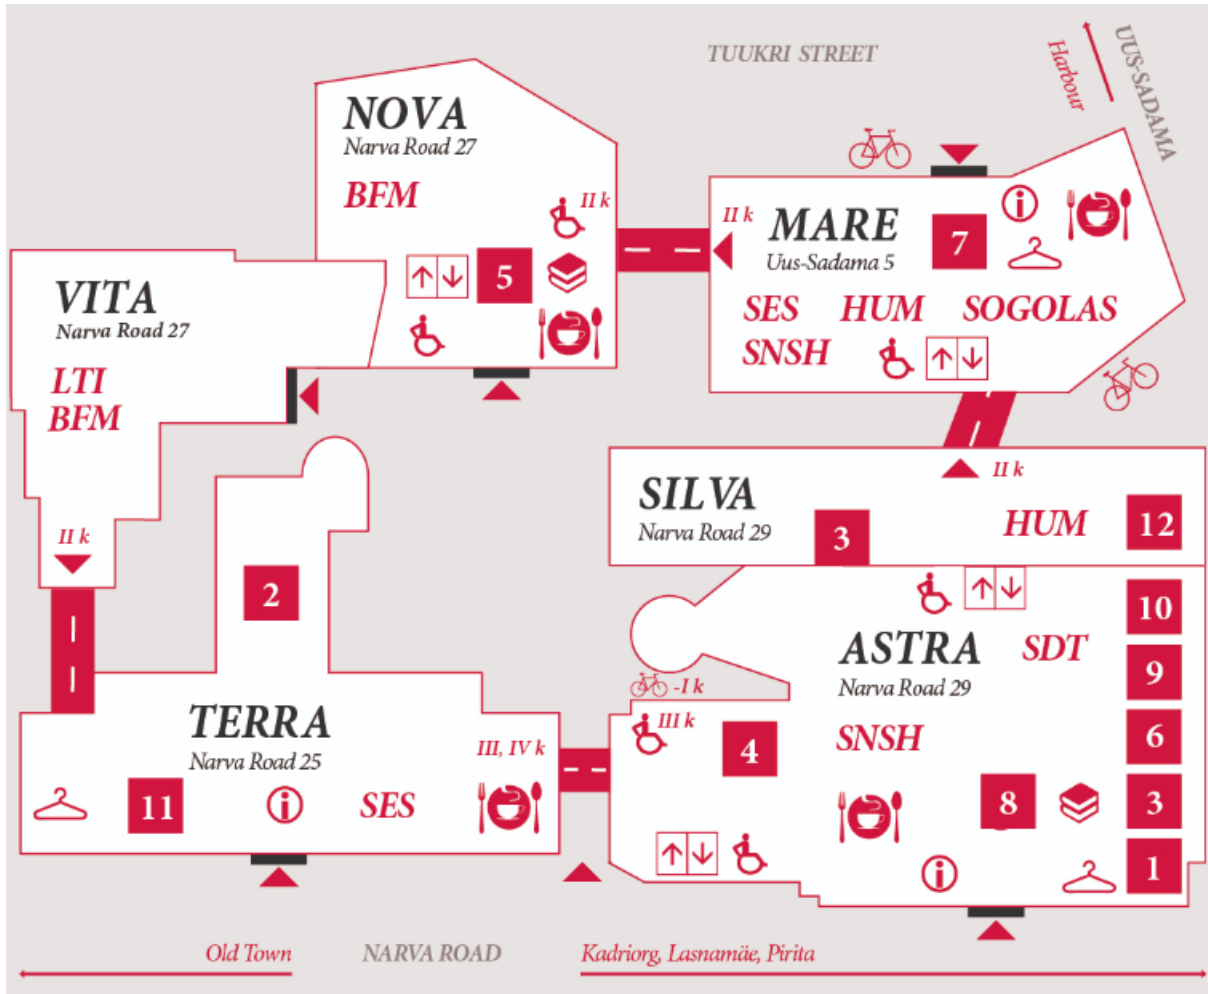 TUUKRI STREET
Harbour
UUS-SADAMA
NOVA
Narva Road 27
BFM
II k
5
II k
MARE
Uus-Sadama 5
7
SES HUM SOGOLAS
SNSH
VITA
Narva Road 27
LTI
BFM
II k
SILVA
Narva Road 29
3
II k
HUM
12
2
TERRA
Narva Road 25
III, IV k
11
SES
-I k
III k
4
ASTRA
Narva Road 29
SDT
SNSH
8
10
9
6
3
1
Old Town
NARVA ROAD
Kadriorg, Lasnamäe, Pirita